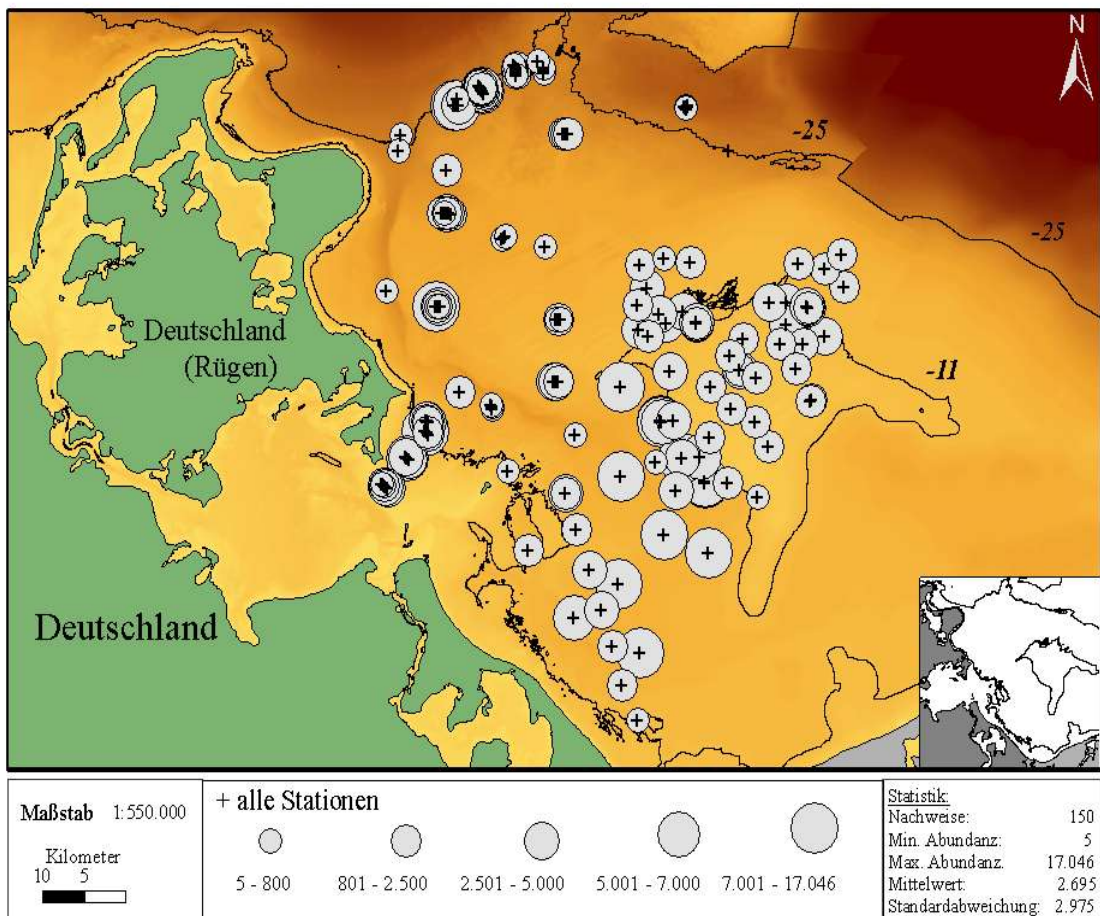 N
-25
-25
Deutschland
(Rügen)
-11
Deutschland
Maßstab 1:550.000
Kilometer
10 5
+ alle Stationen
5 - 800
801 - 2.500
2.501 - 5.000
5.001 - 7.000
7.001 - 17.046
Statistik:
Nachweise: 150
Min. Abundanz: 5
Max. Abundanz. 17.046
Mittelwert: 2.695
Standardabweichung: 2.975